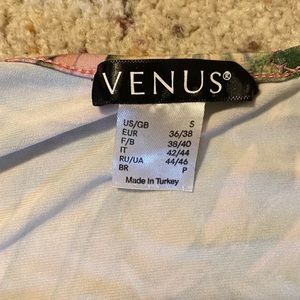 VENUS®
US/GB S
EUR 36/38
F/B 38/40
IT 42/44
RU/UA 44/46
BR P
Made In Turkey